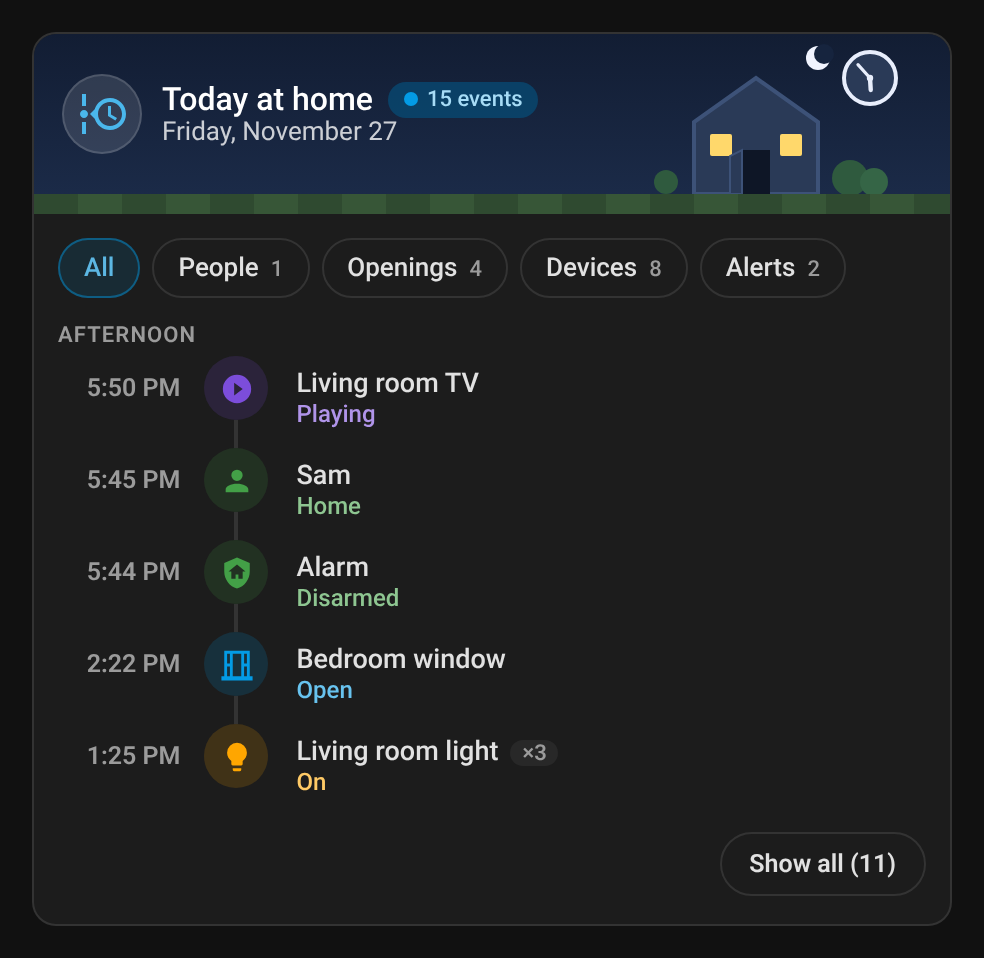 Today at home 15 events
Friday, November 27
All People 1 Openings 4 Devices 8 Alerts 2
AFTERNOON
5:50 PM Living room TV
Playing
5:45 PM Sam
Home
5:44 PM Alarm
Disarmed
2:22 PM Bedroom window
Open
1:25 PM Living room light ×3
On
Show all (11)